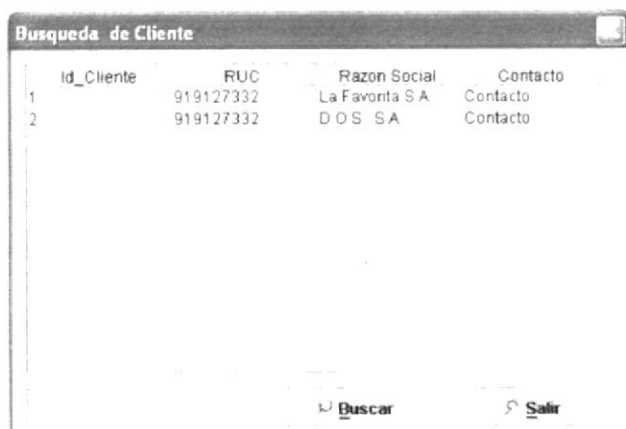 Busqueda de Cliente
Id_Cliente RUC Razon Social Contacto
1 919127332 La Favorita S A Contacto
2 919127332 D O S S A Contacto
Buscar Salir